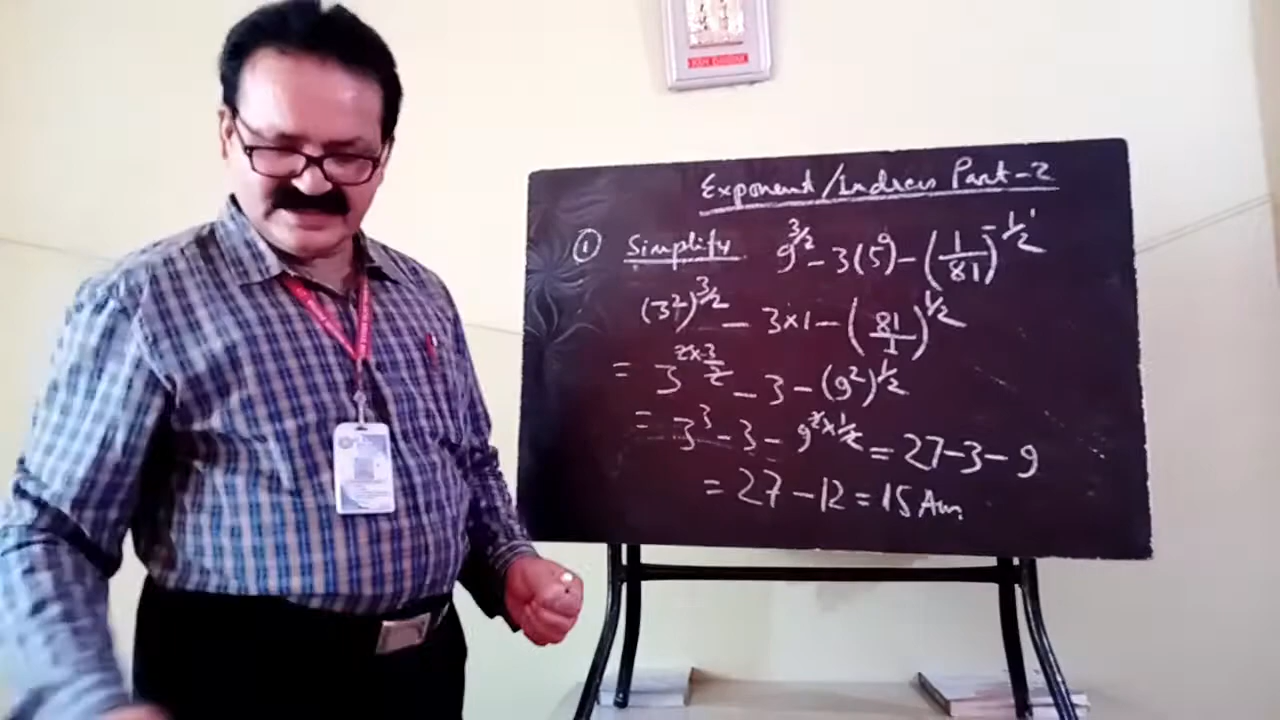 Exponent/Indices Part-2
① Simplify 9^3/2 - 3(5^0) - (1/81)^-1/2
(3²)^3/2 - 3×1 - (81/1)^1/2
= 3^2×3/2 - 3 - (9²)^1/2
= 3³ - 3 - 9^2×1/2 = 27-3-9
= 27-12 = 15 Ans.